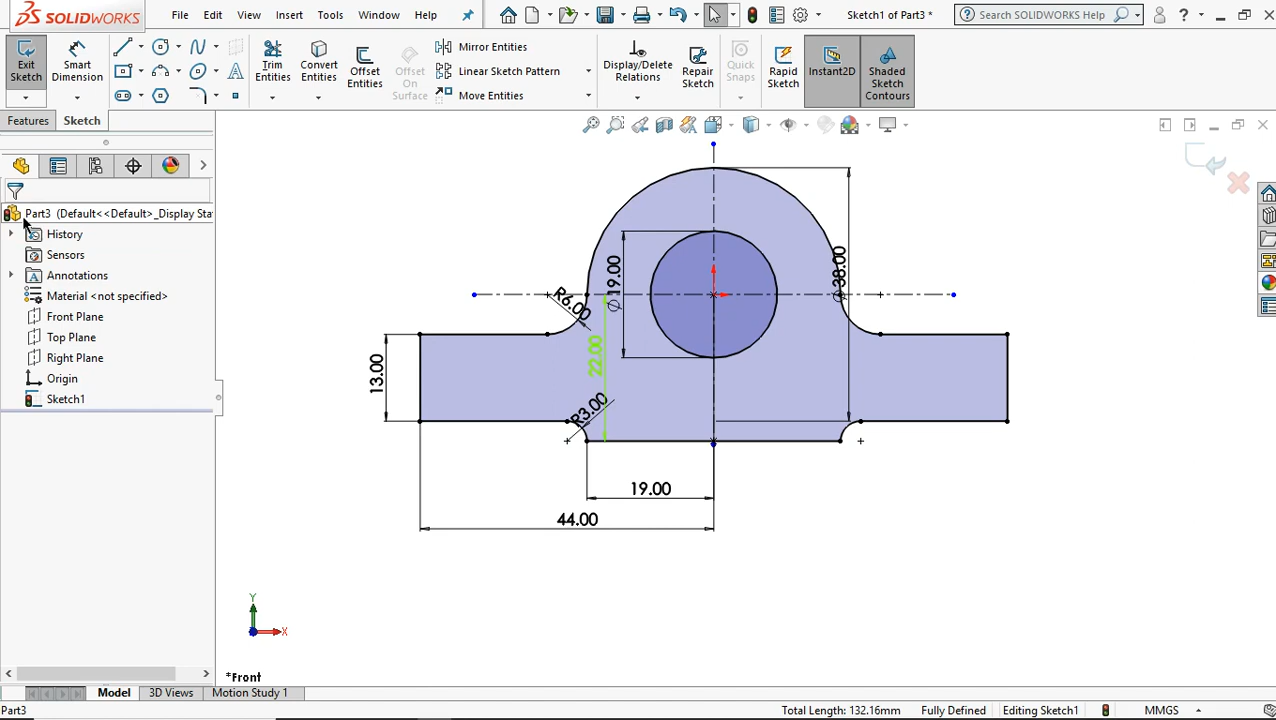 SOLIDWORKS File Edit View Insert Tools Window Help Sketch1 of Part3 * Search SOLIDWORKS Help ?
Exit Sketch
Smart Dimension
Trim Entities
Convert Entities
Offset Entities
Offset On Surface
Mirror Entities
Linear Sketch Pattern
Move Entities
Display/Delete Relations
Repair Sketch
Quick Snaps
Rapid Sketch
Instant2D
Shaded Sketch Contours
Features Sketch
Part3 (Default<<Default>_Display Sta
History
Sensors
Annotations
Material <not specified>
Front Plane
Top Plane
Right Plane
Origin
Sketch1
∅19.00
∅38.00
R6.00
22.00
13.00
R3.00
19.00
44.00
Y
X
*Front
Model 3D Views Motion Study 1
Part3 Total Length: 132.16mm Fully Defined Editing Sketch1 MMGS